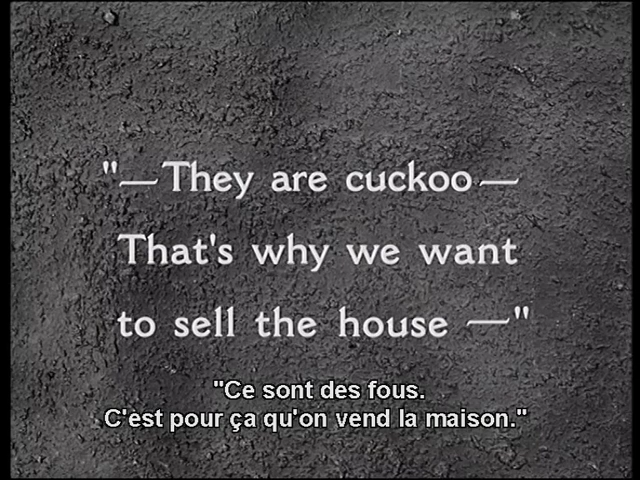 "—They are cuckoo—
That's why we want
to sell the house —"
"Ce sont des fous.
C'est pour ça qu'on vend la maison."